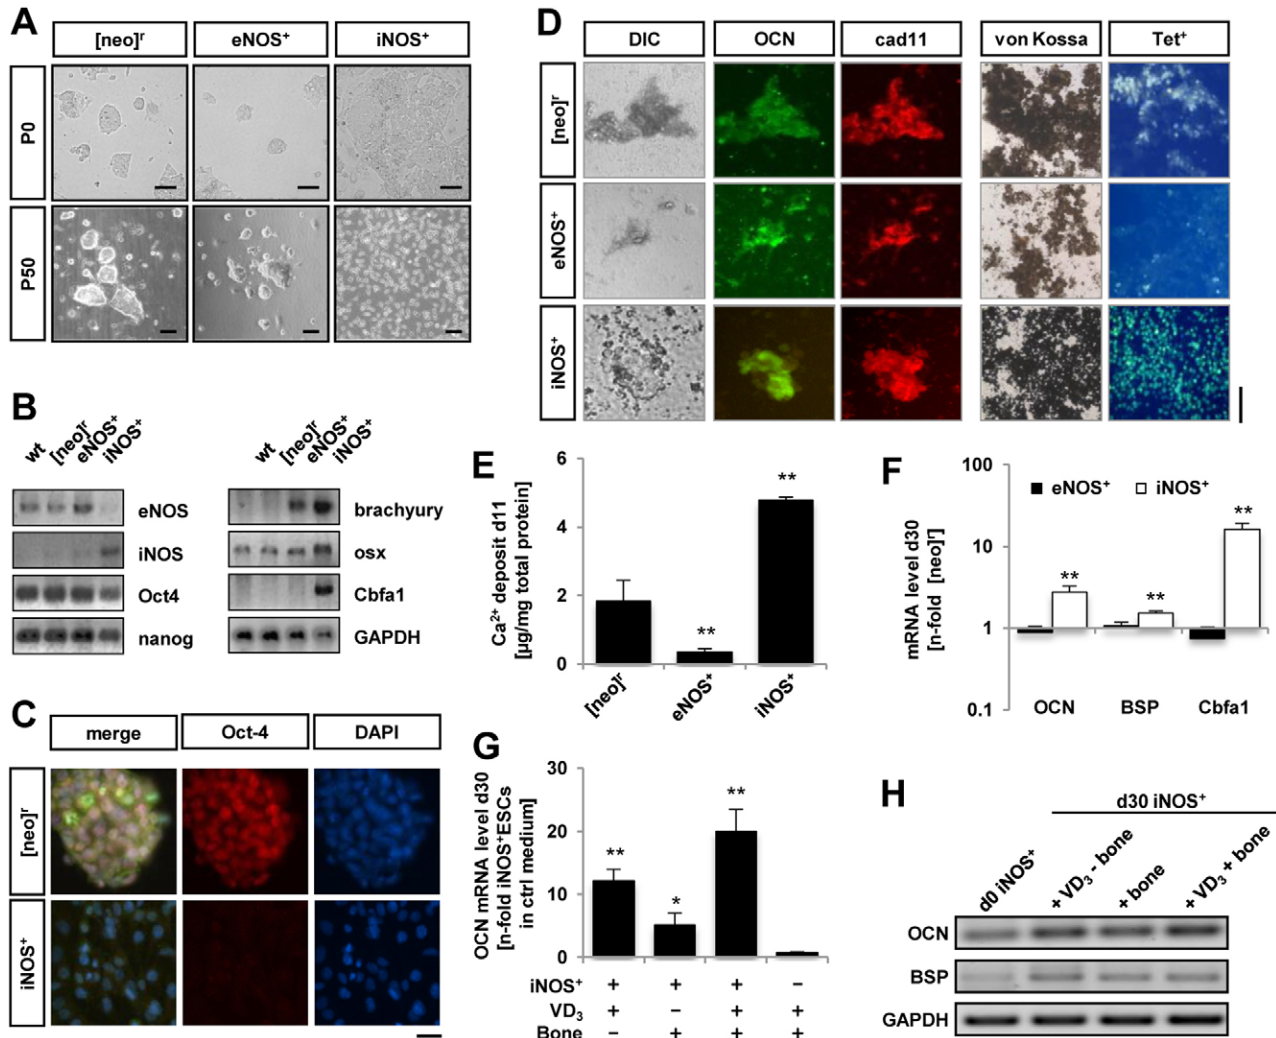 A
[neo]ʳ
eNOS⁺
iNOS⁺
P0
P50
B
wt
[neo]ʳ
eNOS⁺
iNOS⁺
eNOS
iNOS
Oct4
nanog
wt
[neo]ʳ
eNOS⁺
iNOS⁺
brachyury
osx
Cbfa1
GAPDH
C
merge
Oct-4
DAPI
[neo]ʳ
iNOS⁺
D
DIC
OCN
cad11
von Kossa
Tet⁺
[neo]ʳ
eNOS⁺
iNOS⁺
E
Ca²⁺ deposit d11
[µg/mg total protein]
6
4
2
0
**
**
[neo]ʳ
eNOS⁺
iNOS⁺
F
mRNA level d30
[n-fold [neo]ʳ]
100
10
1
0.1
eNOS⁺
iNOS⁺
**
**
**
OCN
BSP
Cbfa1
G
OCN mRNA level d30
[n-fold iNOS⁺ESCs
in ctrl medium]
30
20
10
0
**
*
**
iNOS⁺ + + + –
VD₃ + – + +
Bone – + + +
H
d30 iNOS⁺
d0 iNOS⁺
+ VD₃ - bone
+ bone
+ VD₃ + bone
OCN
BSP
GAPDH